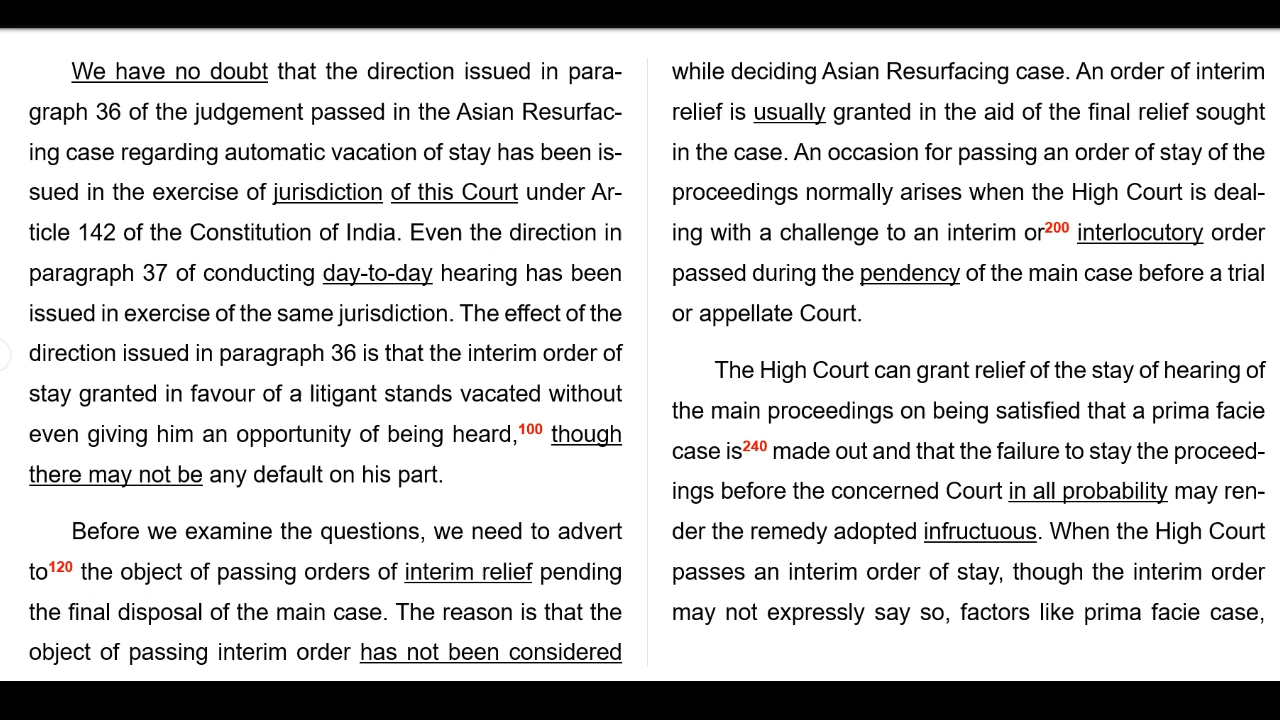 We have no doubt that the direction issued in para-
graph 36 of the judgement passed in the Asian Resurfac-
ing case regarding automatic vacation of stay has been is-
sued in the exercise of jurisdiction of this Court under Ar-
ticle 142 of the Constitution of India. Even the direction in
paragraph 37 of conducting day-to-day hearing has been
issued in exercise of the same jurisdiction. The effect of the
direction issued in paragraph 36 is that the interim order of
stay granted in favour of a litigant stands vacated without
even giving him an opportunity of being heard,100 though
there may not be any default on his part.
Before we examine the questions, we need to advert
to120 the object of passing orders of interim relief pending
the final disposal of the main case. The reason is that the
object of passing interim order has not been considered
while deciding Asian Resurfacing case. An order of interim
relief is usually granted in the aid of the final relief sought
in the case. An occasion for passing an order of stay of the
proceedings normally arises when the High Court is deal-
ing with a challenge to an interim or200 interlocutory order
passed during the pendency of the main case before a trial
or appellate Court.
The High Court can grant relief of the stay of hearing of
the main proceedings on being satisfied that a prima facie
case is240 made out and that the failure to stay the proceed-
ings before the concerned Court in all probability may ren-
der the remedy adopted infructuous. When the High Court
passes an interim order of stay, though the interim order
may not expressly say so, factors like prima facie case,